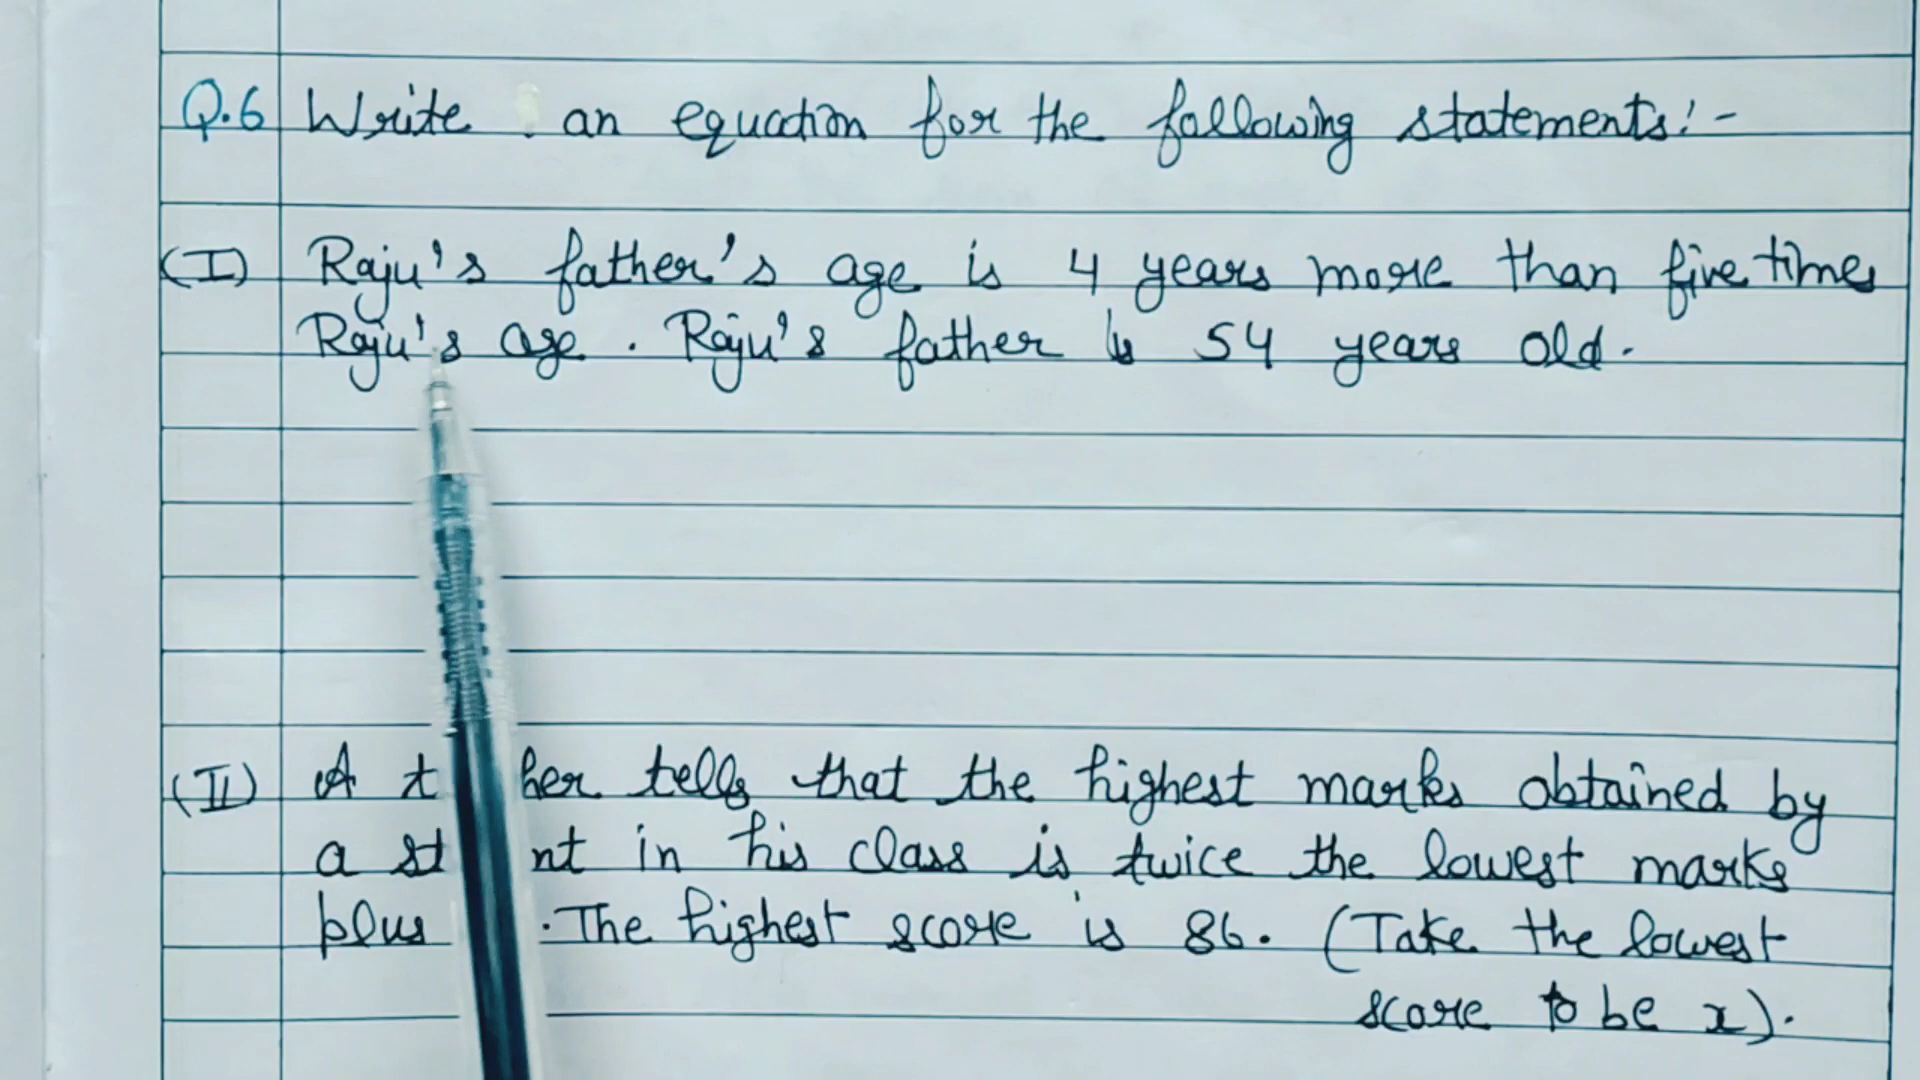 Q.6 Write an equation for the following statements:-
(I) Raju's father's age is 4 years more than five times
Raju's age. Raju's father is 54 years old.
(II) A her tells that the highest marks obtained by
a st nt in his class is twice the lowest marks
plus . The highest score is 86. (Take the lowest
score to be x).